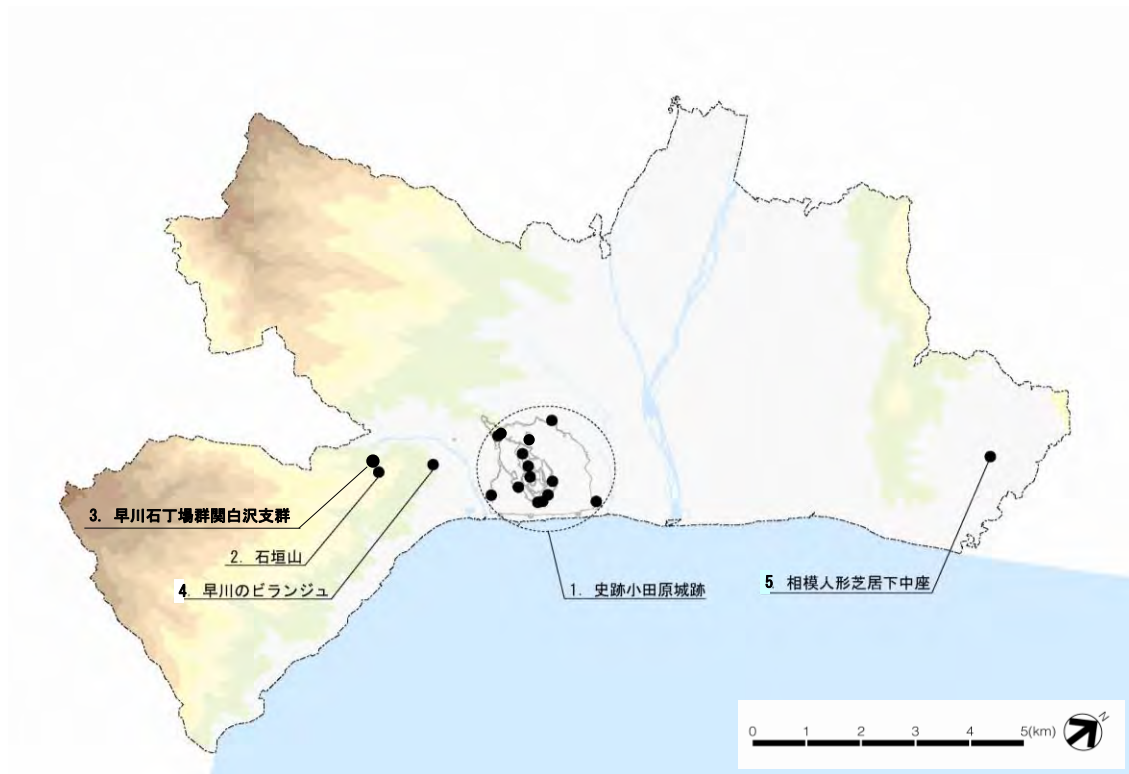 3. 早川石丁場群関白沢支群
2. 石垣山
4. 早川のビランジュ
1. 史跡小田原城跡
5. 相模人形芝居下中座
0 1 2 3 4 5(km)
N